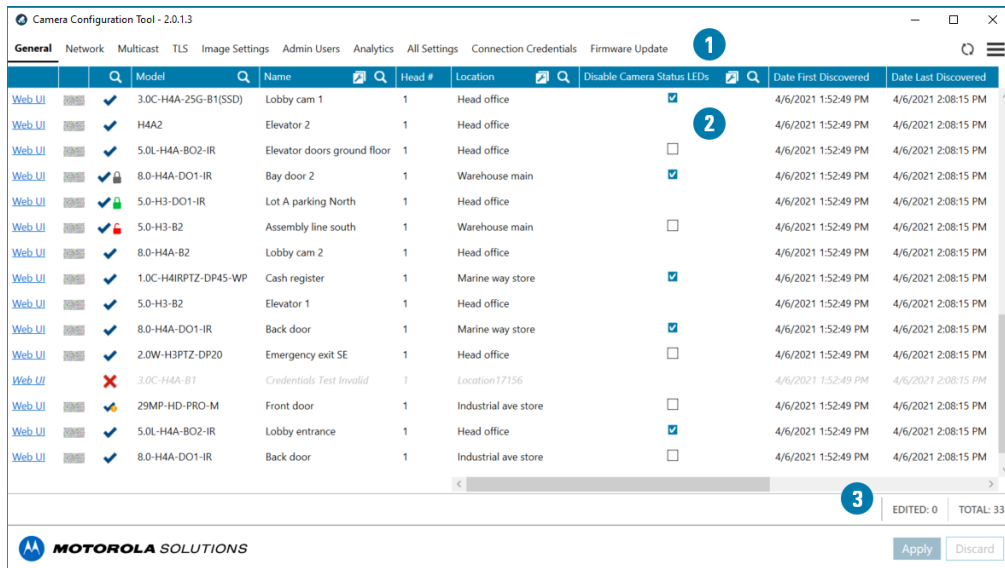 Camera Configuration Tool - 2.0.1.3
General Network Multicast TLS Image Settings Admin Users Analytics All Settings Connection Credentials Firmware Update 1
Model Name Head # Location Disable Camera Status LEDs Date First Discovered Date Last Discovered
Web UI 3.0C-H4A-25G-B1(SSD) Lobby cam 1 1 Head office 4/6/2021 1:52:49 PM 4/6/2021 2:08:15 PM
Web UI H4A2 Elevator 2 1 Head office 2 4/6/2021 1:52:49 PM 4/6/2021 2:08:15 PM
Web UI 5.0L-H4A-BO2-IR Elevator doors ground floor 1 Head office 4/6/2021 1:52:49 PM 4/6/2021 2:08:15 PM
Web UI 8.0-H4A-DO1-IR Bay door 2 1 Warehouse main 4/6/2021 1:52:49 PM 4/6/2021 2:08:15 PM
Web UI 5.0-H3-DO1-IR Lot A parking North 1 Head office 4/6/2021 1:52:49 PM 4/6/2021 2:08:15 PM
Web UI 5.0-H3-B2 Assembly line south 1 Warehouse main 4/6/2021 1:52:49 PM 4/6/2021 2:08:15 PM
Web UI 8.0-H4A-B2 Lobby cam 2 1 Head office 4/6/2021 1:52:49 PM 4/6/2021 2:08:15 PM
Web UI 1.0C-H4IRPTZ-DP45-WP Cash register 1 Marine way store 4/6/2021 1:52:49 PM 4/6/2021 2:08:15 PM
Web UI 5.0-H3-B2 Elevator 1 1 Head office 4/6/2021 1:52:49 PM 4/6/2021 2:08:15 PM
Web UI 8.0-H4A-DO1-IR Back door 1 Marine way store 4/6/2021 1:52:49 PM 4/6/2021 2:08:15 PM
Web UI 2.0W-H3PTZ-DP20 Emergency exit SE 1 Head office 4/6/2021 1:52:49 PM 4/6/2021 2:08:15 PM
Web UI 3.0C-H4A-B1 Credentials Test Invalid 1 Location17156 4/6/2021 1:52:49 PM 4/6/2021 2:08:15 PM
Web UI 29MP-HD-PRO-M Front door 1 Industrial ave store 4/6/2021 1:52:49 PM 4/6/2021 2:08:15 PM
Web UI 5.0L-H4A-BO2-IR Lobby entrance 1 Head office 4/6/2021 1:52:49 PM 4/6/2021 2:08:15 PM
Web UI 8.0-H4A-DO1-IR Back door 1 Industrial ave store 4/6/2021 1:52:49 PM 4/6/2021 2:08:15 PM
3 EDITED: 0 TOTAL: 33
MOTOROLA SOLUTIONS Apply Discard